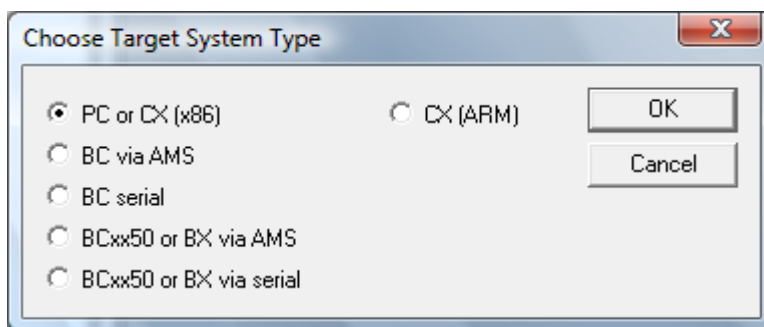 Choose Target System Type
PC or CX (x86)
CX (ARM)
OK
BC via AMS
Cancel
BC serial
BCxx50 or BX via AMS
BCxx50 or BX via serial